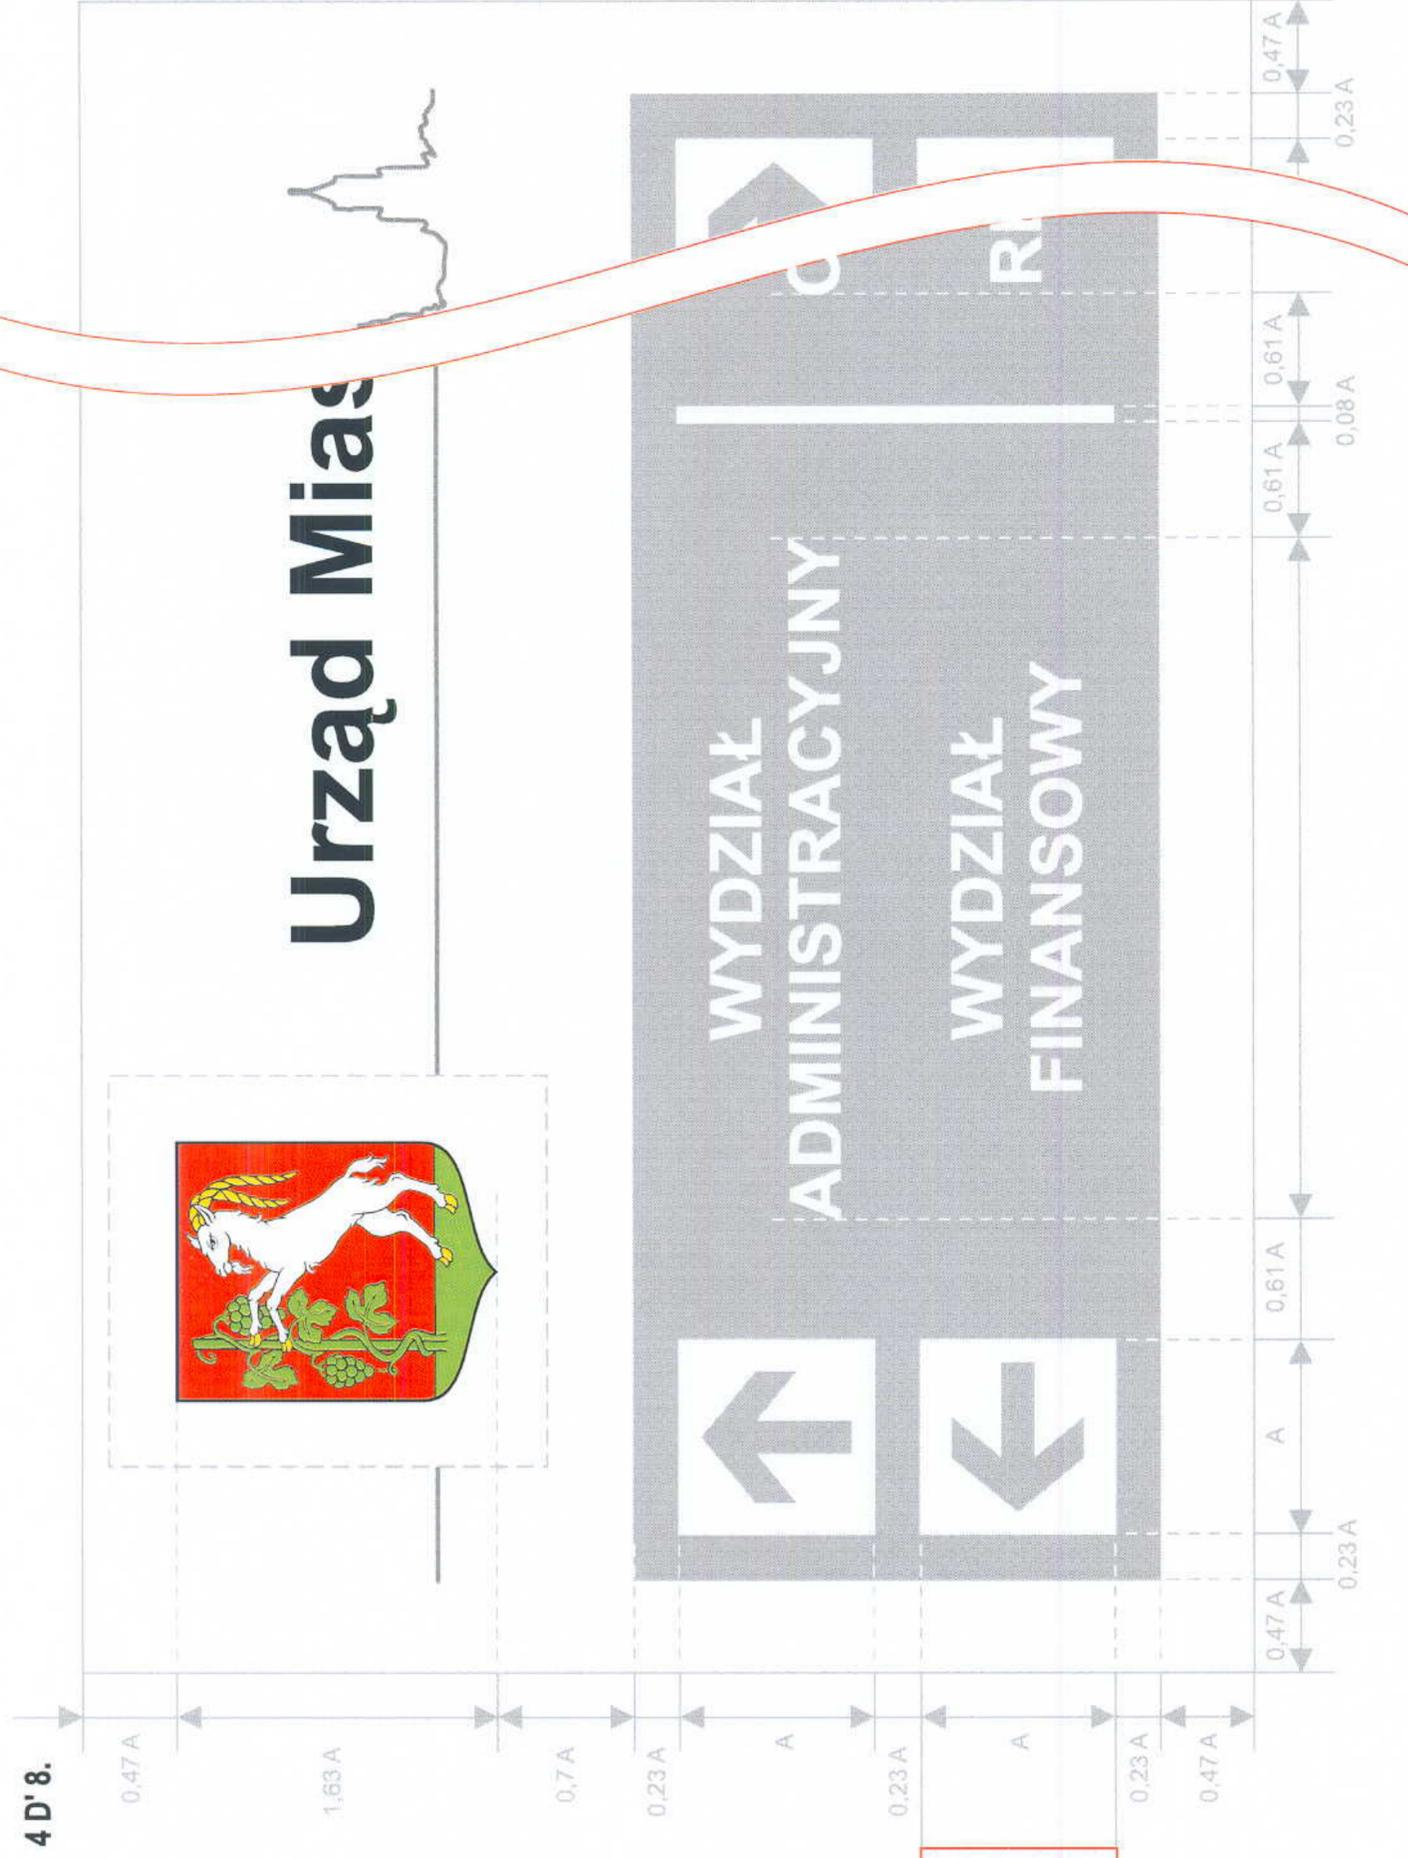 4 D' 8.
0,47 A
1,63 A
Urząd Mias
0,7 A
0,23 A
A
WYDZIAŁ
ADMINISTRACYJNY
0,23 A
A
WYDZIAŁ
FINANSOWY
R
0,23 A
0,47 A
0,47 A
A
0,61 A
0,61 A
0,61 A
0,47 A
0,23 A
0,08 A
0,23 A